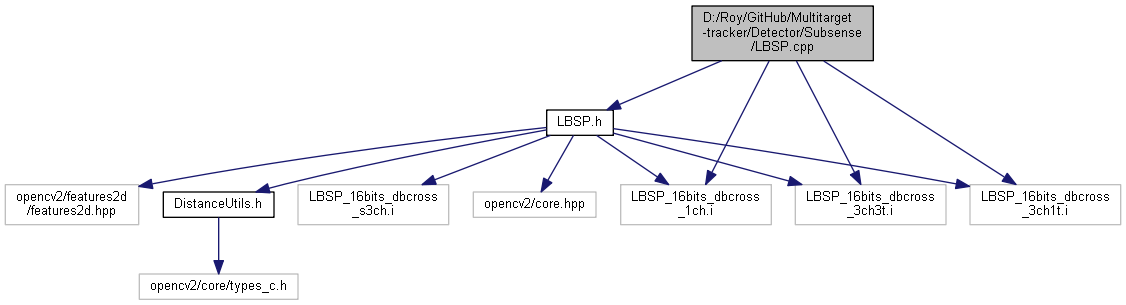 D:/Roy/GitHub/Multitarget
-tracker/Detector/Subsense
/LBSP.cpp
LBSP.h
opencv2/features2d
/features2d.hpp
DistanceUtils.h
LBSP_16bits_dbcross
_s3ch.i
opencv2/core.hpp
LBSP_16bits_dbcross
_1ch.i
LBSP_16bits_dbcross
_3ch3t.i
LBSP_16bits_dbcross
_3ch1t.i
opencv2/core/types_c.h